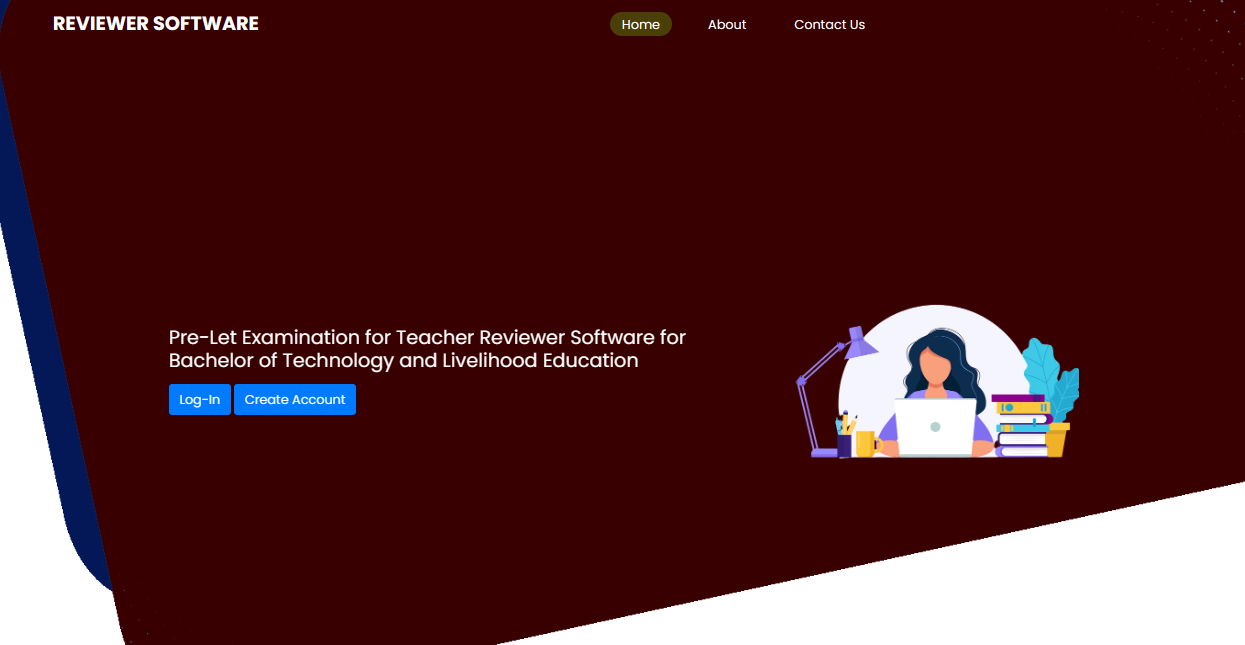 REVIEWER SOFTWARE
Home
About
Contact Us
Pre-Let Examination for Teacher Reviewer Software for
Bachelor of Technology and Livelihood Education
Log-In
Create Account